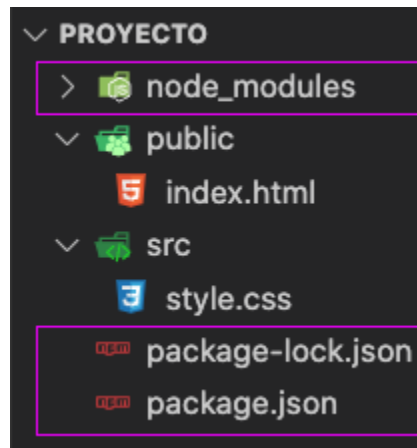 PROYECTO
node_modules
public
index.html
src
style.css
package-lock.json
package.json